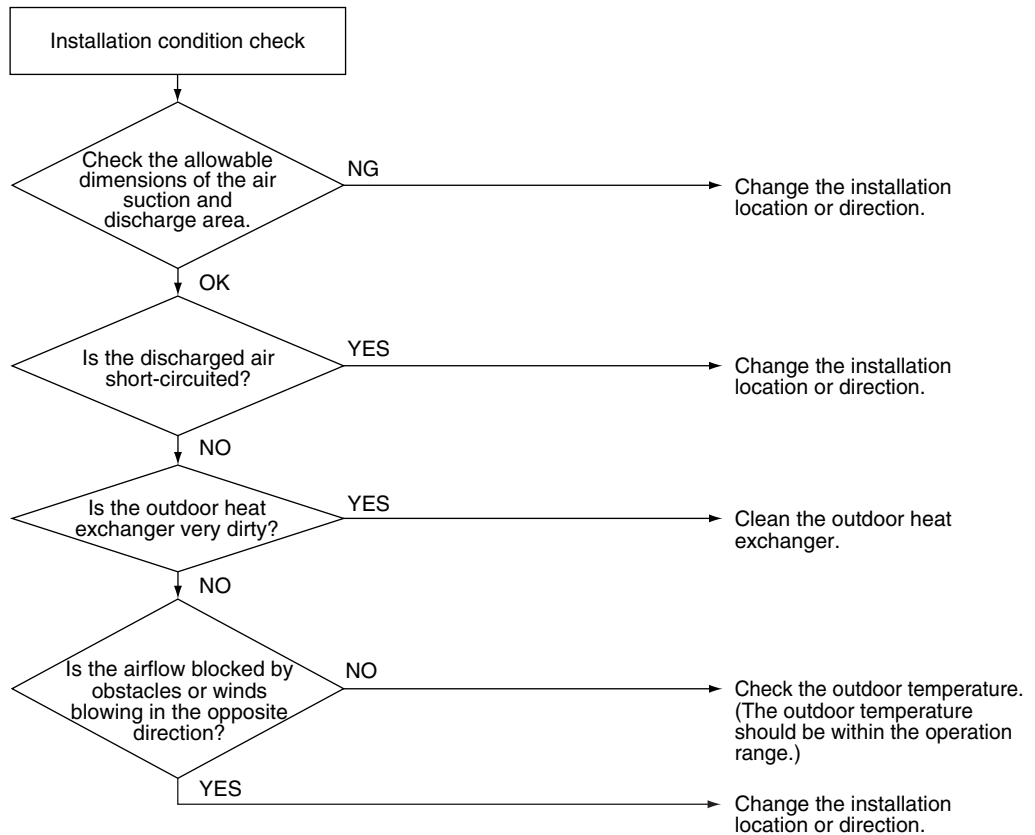 Installation condition check
Check the allowable
dimensions of the air
suction and
discharge area.
NG
Change the installation
location or direction.
OK
Is the discharged air
short-circuited?
YES
Change the installation
location or direction.
NO
Is the outdoor heat
exchanger very dirty?
YES
Clean the outdoor heat
exchanger.
NO
Is the airflow blocked by
obstacles or winds
blowing in the opposite
direction?
NO
Check the outdoor temperature.
(The outdoor temperature
should be within the operation
range.)
YES
Change the installation
location or direction.